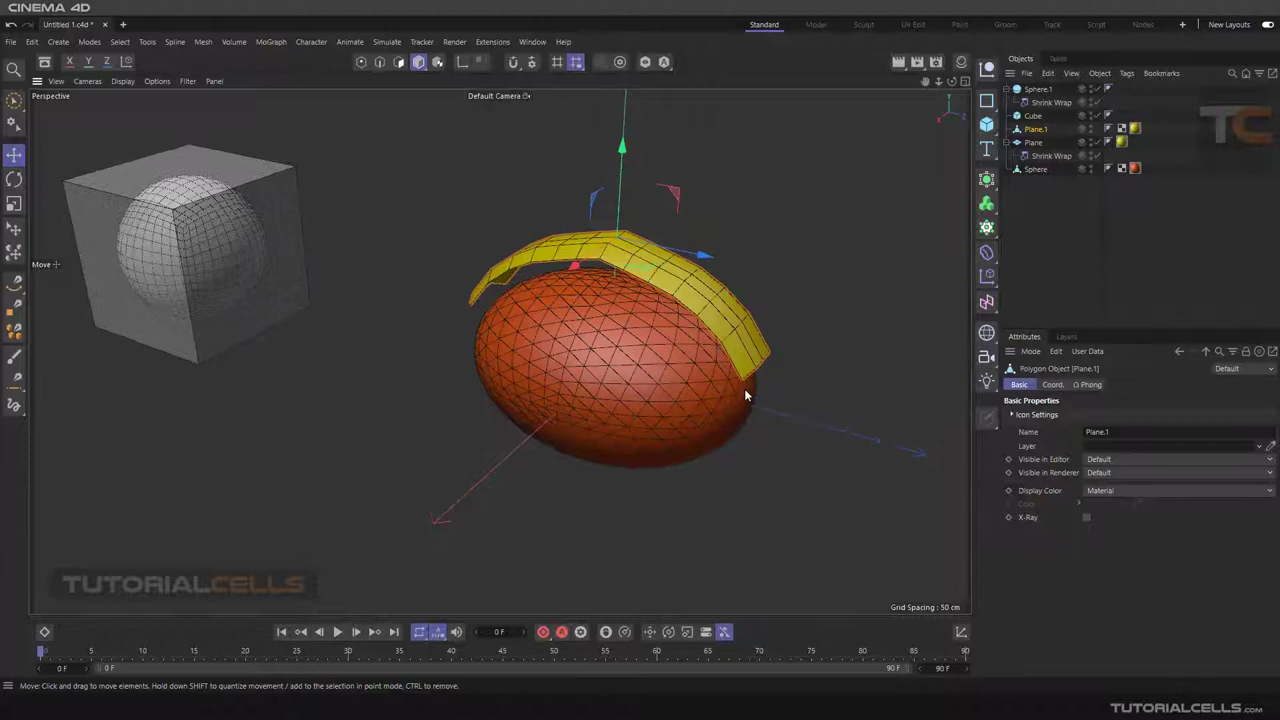 CINEMA 4D
Untitled 1.c4d * × +
Standard Model Sculpt UV Edit Paint Groom Track Script Nodes + New Layouts
File Edit Create Modes Select Tools Spline Mesh Volume MoGraph Character Animate Simulate Tracker Render Extensions Window Help
X Y Z
Objects Takes
View Cameras Display Options Filter Panel
File Edit View Object Tags Bookmarks
Perspective
Default Camera
Sphere.1
Shrink Wrap
Cube
Plane.1
Plane
Shrink Wrap
Sphere
TC
Move
Attributes Layers
Mode Edit User Data
Polygon Object [Plane.1]
Default
Basic Coord. Phong
Basic Properties
Icon Settings
Name Plane.1
Layer
Visible in Editor Default
Visible in Renderer Default
Display Color Material
Color
X-Ray
TUTORIALCELLS
Grid Spacing : 50 cm
0 F
0 5 10 15 20 25 30 35 40 45 50 55 60 65 70 75 80 85 90
0 F 0 F 90 F 90 F
Move: Click and drag to move elements. Hold down SHIFT to quantize movement / add to the selection in point mode, CTRL to remove.
TUTORIALCELLS.COM